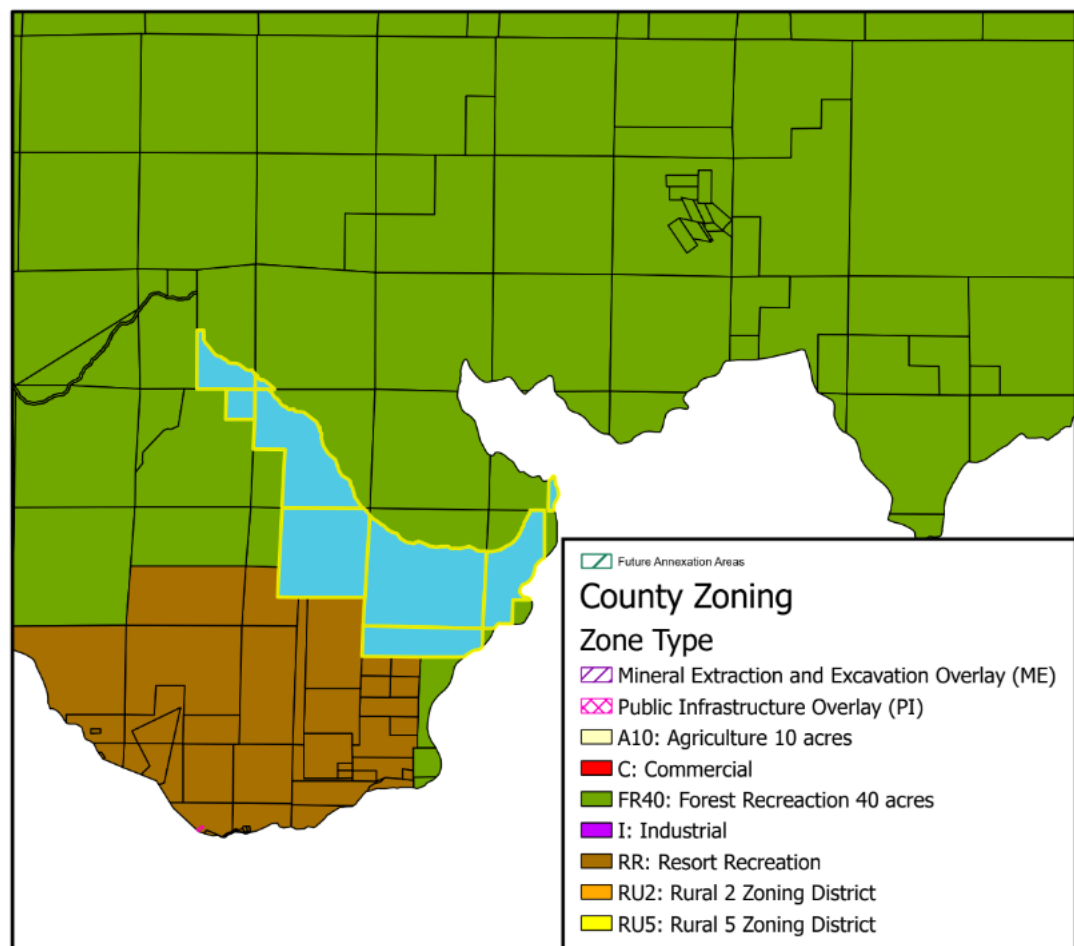 Future Annexation Areas
County Zoning
Zone Type
Mineral Extraction and Excavation Overlay (ME)
Public Infrastructure Overlay (PI)
A10: Agriculture 10 acres
C: Commercial
FR40: Forest Recreaction 40 acres
I: Industrial
RR: Resort Recreation
RU2: Rural 2 Zoning District
RU5: Rural 5 Zoning District